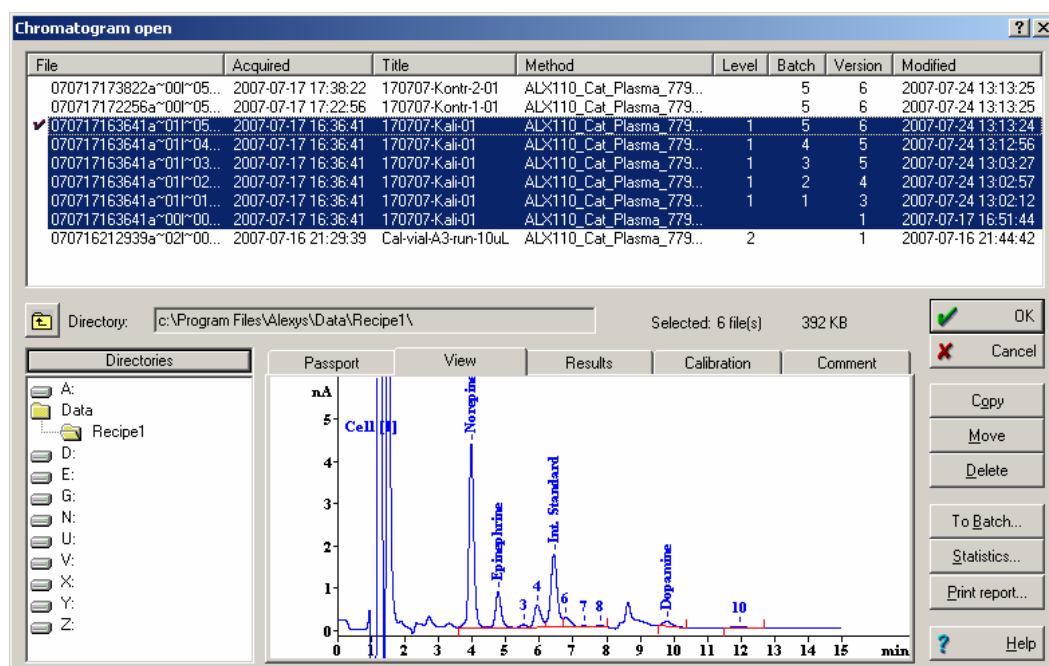 Chromatogram open
File Acquired Title Method Level Batch Version Modified
070717173822a~00I~05... 2007-07-17 17:38:22 170707-Kontr-2-01 ALX110_Cat_Plasma_779... 5 6 2007-07-24 13:13:25
070717172256a~00I~05... 2007-07-17 17:22:56 170707-Kontr-1-01 ALX110_Cat_Plasma_779... 5 6 2007-07-24 13:13:25
070717163641a~01I~05... 2007-07-17 16:36:41 170707-Kali-01 ALX110_Cat_Plasma_779... 1 5 6 2007-07-24 13:13:24
070717163641a~01I~04... 2007-07-17 16:36:41 170707-Kali-01 ALX110_Cat_Plasma_779... 1 4 5 2007-07-24 13:12:56
070717163641a~01I~03... 2007-07-17 16:36:41 170707-Kali-01 ALX110_Cat_Plasma_779... 1 3 5 2007-07-24 13:03:27
070717163641a~01I~02... 2007-07-17 16:36:41 170707-Kali-01 ALX110_Cat_Plasma_779... 1 2 4 2007-07-24 13:02:57
070717163641a~01I~01... 2007-07-17 16:36:41 170707-Kali-01 ALX110_Cat_Plasma_779... 1 1 3 2007-07-24 13:02:12
070717163641a~00I~00... 2007-07-17 16:36:41 170707-Kali-01 ALX110_Cat_Plasma_779... 1 2007-07-17 16:51:44
070716212939a~02I~00... 2007-07-16 21:29:39 Cal-vial-A3-run-10uL ALX110_Cat_Plasma_779... 2 1 2007-07-16 21:44:42
Directory: c:\Program Files\Alexys\Data\Recipe1\ Selected: 6 file(s) 392 KB
OK
Cancel
Copy
Move
Delete
To Batch...
Statistics...
Print report...
Help
Directories
A:
Data
Recipe1
D:
E:
G:
N:
U:
V:
X:
Y:
Z:
Passport View Results Calibration Comment
nA
Cell [1]
Norepine
Epinephrine
3
4
Int. Standard
6
7
8
Dopamine
10
5
4
3
2
1
0
0 1 2 3 4 5 6 7 8 9 10 11 12 13 14 15 min